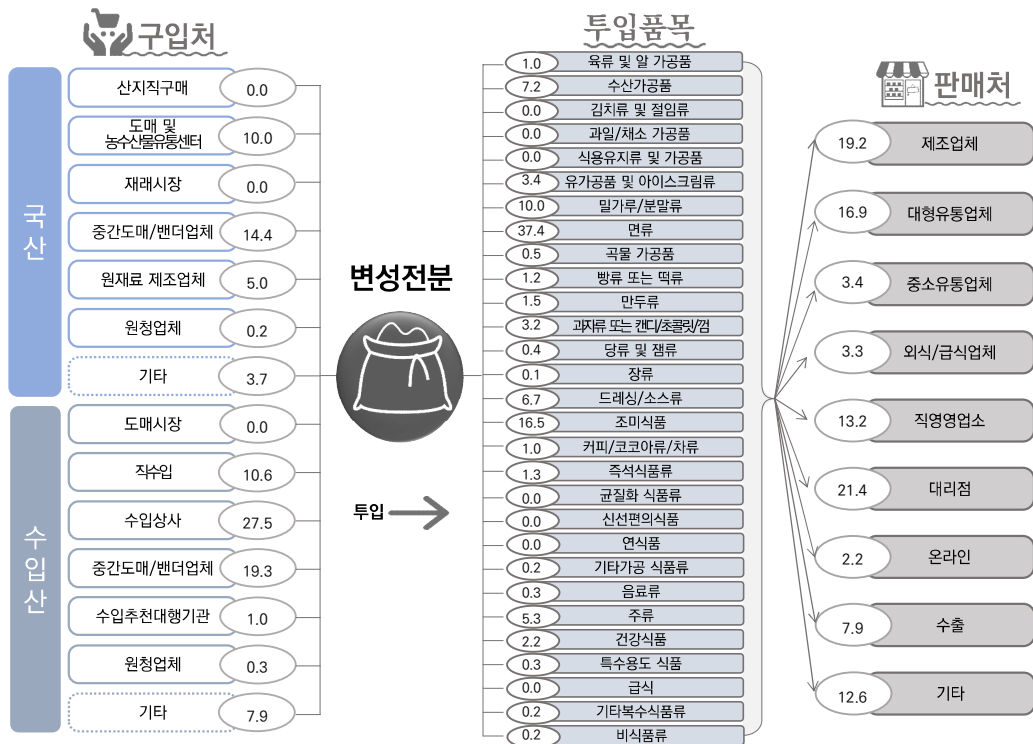 구입처
국산
산지직구매
0.0
도매 및
농수산물유통센터
10.0
재래시장
0.0
중간도매/밴더업체
14.4
원재료 제조업체
5.0
원청업체
0.2
기타
3.7
수입산
도매시장
0.0
직수입
10.6
수입상사
27.5
중간도매/밴더업체
19.3
수입추천대행기관
1.0
원청업체
0.3
기타
7.9
변성전분
투입
투입품목
1.0 육류 및 알 가공품
7.2 수산가공품
0.0 김치류 및 절임류
0.0 과일/채소 가공품
0.0 식용유지류 및 가공품
3.4 유가공품 및 아이스크림류
10.0 밀가루/분말류
37.4 면류
0.5 곡물 가공품
1.2 빵류 또는 떡류
1.5 만두류
3.2 과자류 또는 캔디/초콜릿/껌
0.4 당류 및 잼류
0.1 장류
6.7 드레싱/소스류
16.5 조미식품
1.0 커피/코코아류/차류
1.3 즉석식품류
0.0 균질화 식품류
0.0 신선편의식품
0.0 연식품
0.2 기타가공 식품류
0.3 음료류
5.3 주류
2.2 건강식품
0.3 특수용도 식품
0.0 급식
0.2 기타복수식품류
0.2 비식품류
판매처
19.2 제조업체
16.9 대형유통업체
3.4 중소유통업체
3.3 외식/급식업체
13.2 직영영업소
21.4 대리점
2.2 온라인
7.9 수출
12.6 기타